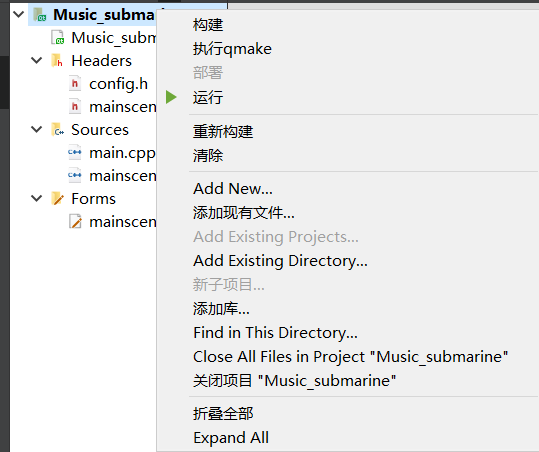 Music_submarine
Music_subm
Headers
config.h
mainscen
Sources
main.cpp
mainscen
Forms
mainscen
构建
执行qmake
部署
运行
重新构建
清除
Add New...
添加现有文件...
Add Existing Projects...
Add Existing Directory...
新子项目...
添加库...
Find in This Directory...
Close All Files in Project "Music_submarine"
关闭项目 "Music_submarine"
折叠全部
Expand All